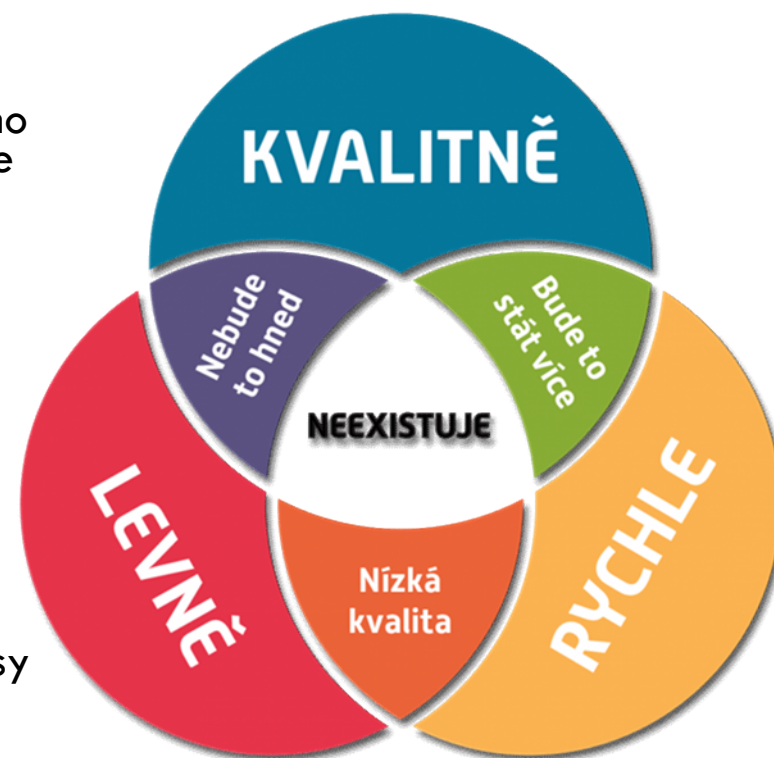 KVALITNĚ
Nebude
to hned
Bude to
stát více
NEEXISTUJE
LEVNĚ
RYCHLE
Nízká
kvalita